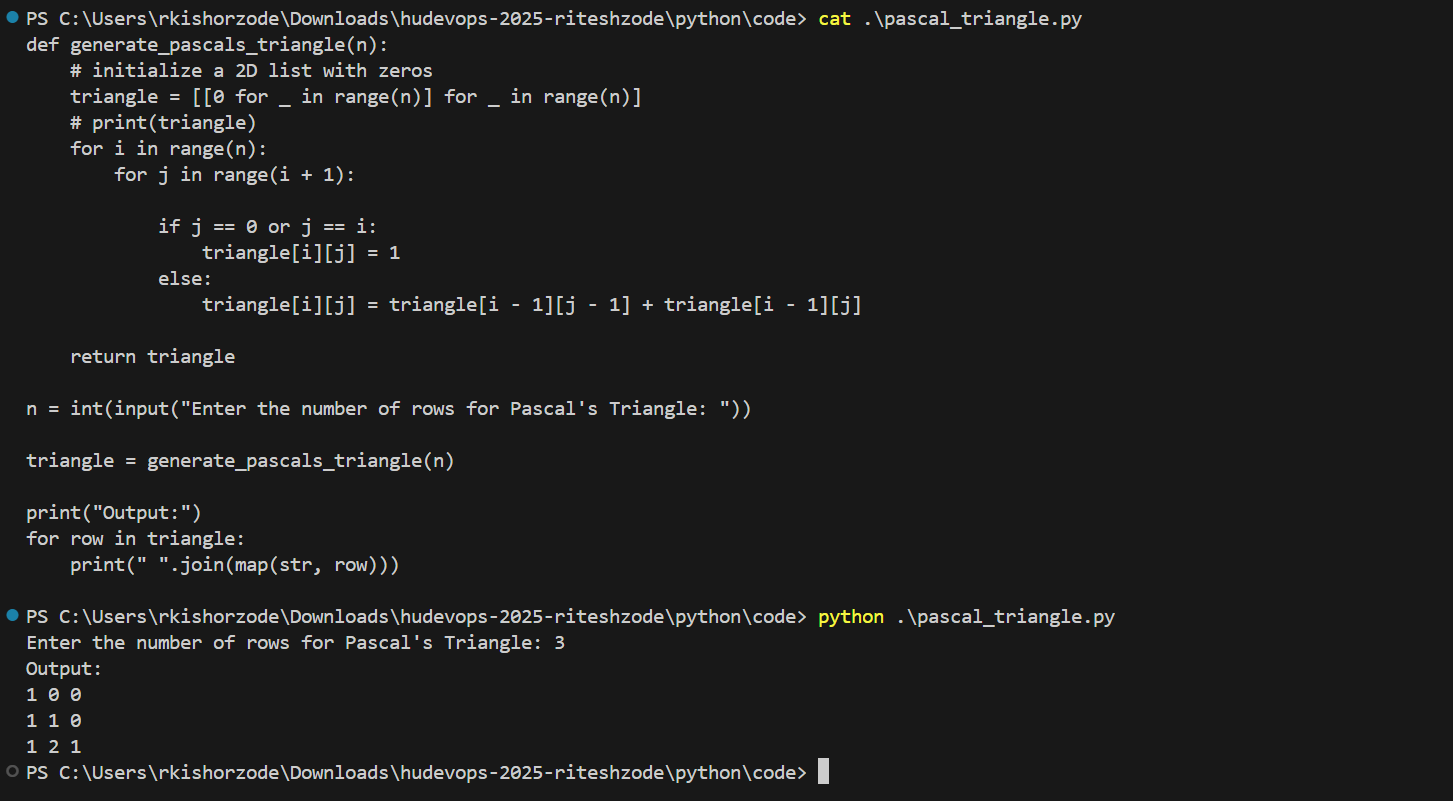 PS C:\Users\rkishorzode\Downloads\hudevops-2025-riteshzode\python\code> cat .\pascal_triangle.py
def generate_pascals_triangle(n):
    # initialize a 2D list with zeros
    triangle = [[0 for _ in range(n)] for _ in range(n)]
    # print(triangle)
    for i in range(n):
        for j in range(i + 1):

            if j == 0 or j == i:
                triangle[i][j] = 1
            else:
                triangle[i][j] = triangle[i - 1][j - 1] + triangle[i - 1][j]

    return triangle

n = int(input("Enter the number of rows for Pascal's Triangle: "))

triangle = generate_pascals_triangle(n)

print("Output:")
for row in triangle:
    print(" ".join(map(str, row)))

PS C:\Users\rkishorzode\Downloads\hudevops-2025-riteshzode\python\code> python .\pascal_triangle.py
Enter the number of rows for Pascal's Triangle: 3
Output:
1 0 0
1 1 0
1 2 1
PS C:\Users\rkishorzode\Downloads\hudevops-2025-riteshzode\python\code>